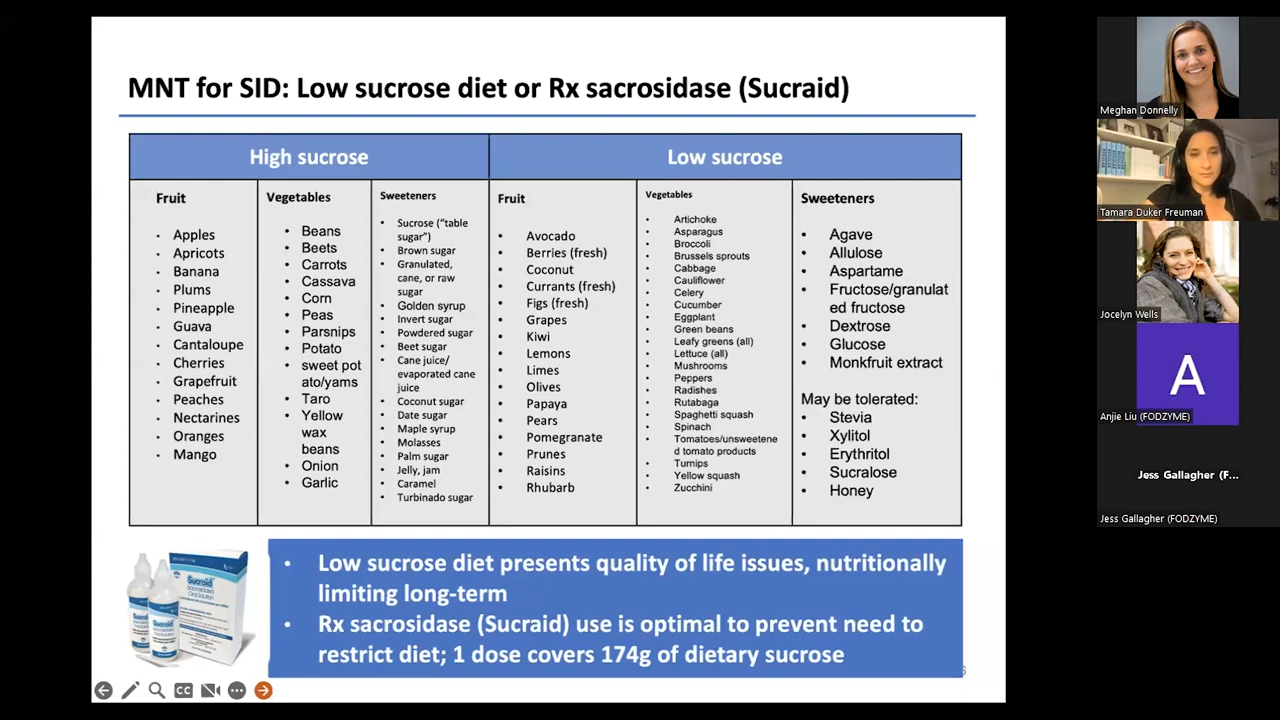 MNT for SID: Low sucrose diet or Rx sacrosidase (Sucraid)
High sucrose
Low sucrose
Fruit
• Apples
• Apricots
• Banana
• Plums
• Pineapple
• Guava
• Cantaloupe
• Cherries
• Grapefruit
• Peaches
• Nectarines
• Oranges
• Mango
Vegetables
• Beans
• Beets
• Carrots
• Cassava
• Corn
• Peas
• Parsnips
• Potato
• sweet pot
ato/yams
• Taro
• Yellow
wax
beans
• Onion
• Garlic
Sweeteners
• Sucrose ("table
sugar")
• Brown sugar
• Granulated,
cane, or raw
sugar
• Golden syrup
• Invert sugar
• Powdered sugar
• Beet sugar
• Cane juice/
evaporated cane
juice
• Coconut sugar
• Date sugar
• Maple syrup
• Molasses
• Palm sugar
• Jelly, jam
• Caramel
• Turbinado sugar
Fruit
• Avocado
• Berries (fresh)
• Coconut
• Currants (fresh)
• Figs (fresh)
• Grapes
• Kiwi
• Lemons
• Limes
• Olives
• Papaya
• Pears
• Pomegranate
• Prunes
• Raisins
• Rhubarb
Vegetables
• Artichoke
• Asparagus
• Broccoli
• Brussels sprouts
• Cabbage
• Cauliflower
• Celery
• Cucumber
• Eggplant
• Green beans
• Leafy greens (all)
• Lettuce (all)
• Mushrooms
• Peppers
• Radishes
• Rutabaga
• Spaghetti squash
• Spinach
• Tomatoes/unsweetene
d tomato products
• Turnips
• Yellow squash
• Zucchini
Sweeteners
• Agave
• Allulose
• Aspartame
• Fructose/granulat
ed fructose
• Dextrose
• Glucose
• Monkfruit extract
May be tolerated:
• Stevia
• Xylitol
• Erythritol
• Sucralose
• Honey
Sucraid
• Low sucrose diet presents quality of life issues, nutritionally
limiting long-term
• Rx sacrosidase (Sucraid) use is optimal to prevent need to
restrict diet; 1 dose covers 174g of dietary sucrose
CC
Meghan Donnelly
Tamara Duker Freuman
Jocelyn Wells
A
Anjie Liu (FODZYME)
Jess Gallagher (F...
Jess Gallagher (FODZYME)